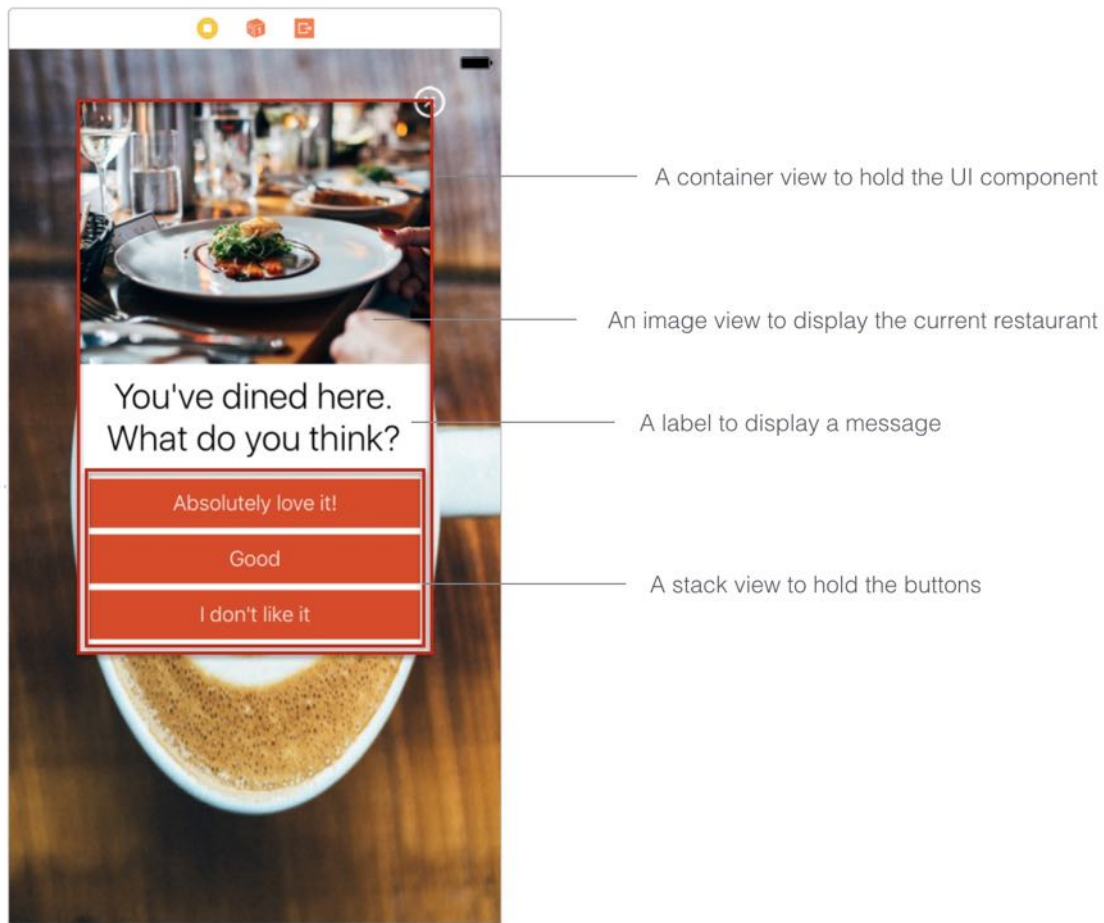 A container view to hold the UI component
An image view to display the current restaurant
You've dined here.
What do you think?
A label to display a message
Absolutely love it!
Good
I don't like it
A stack view to hold the buttons